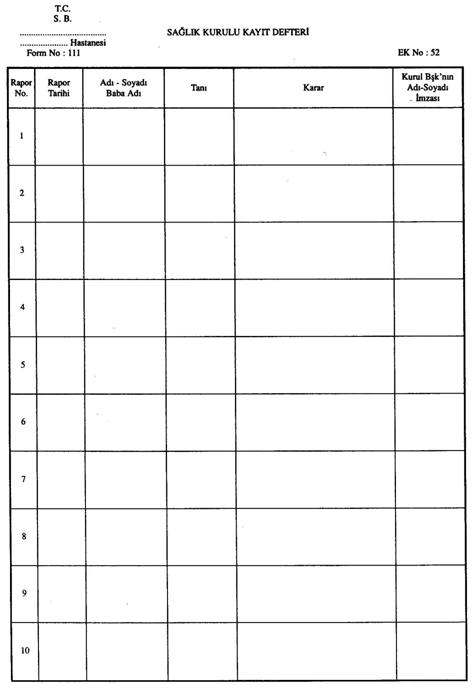 T.C.
S. B.
..............................
..................... Hastanesi
Form No : 111
SAĞLIK KURULU KAYIT DEFTERİ
EK No : 52
Rapor No.
Rapor Tarihi
Adı - Soyadı Baba Adı
Tanı
Karar
Kurul Bşk'nın Adı-Soyadı İmzası
1
2
3
4
5
6
7
8
9
10